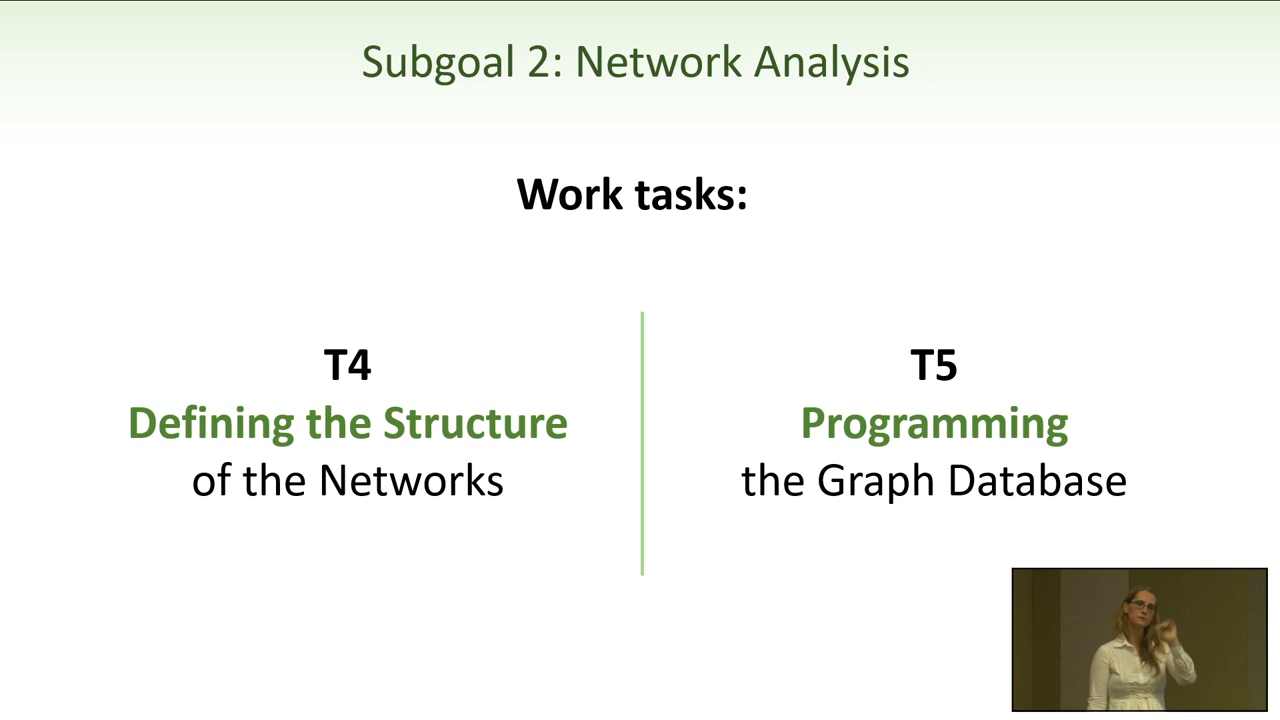 Subgoal 2: Network Analysis
Work tasks:
T4
Defining the Structure
of the Networks
T5
Programming
the Graph Database